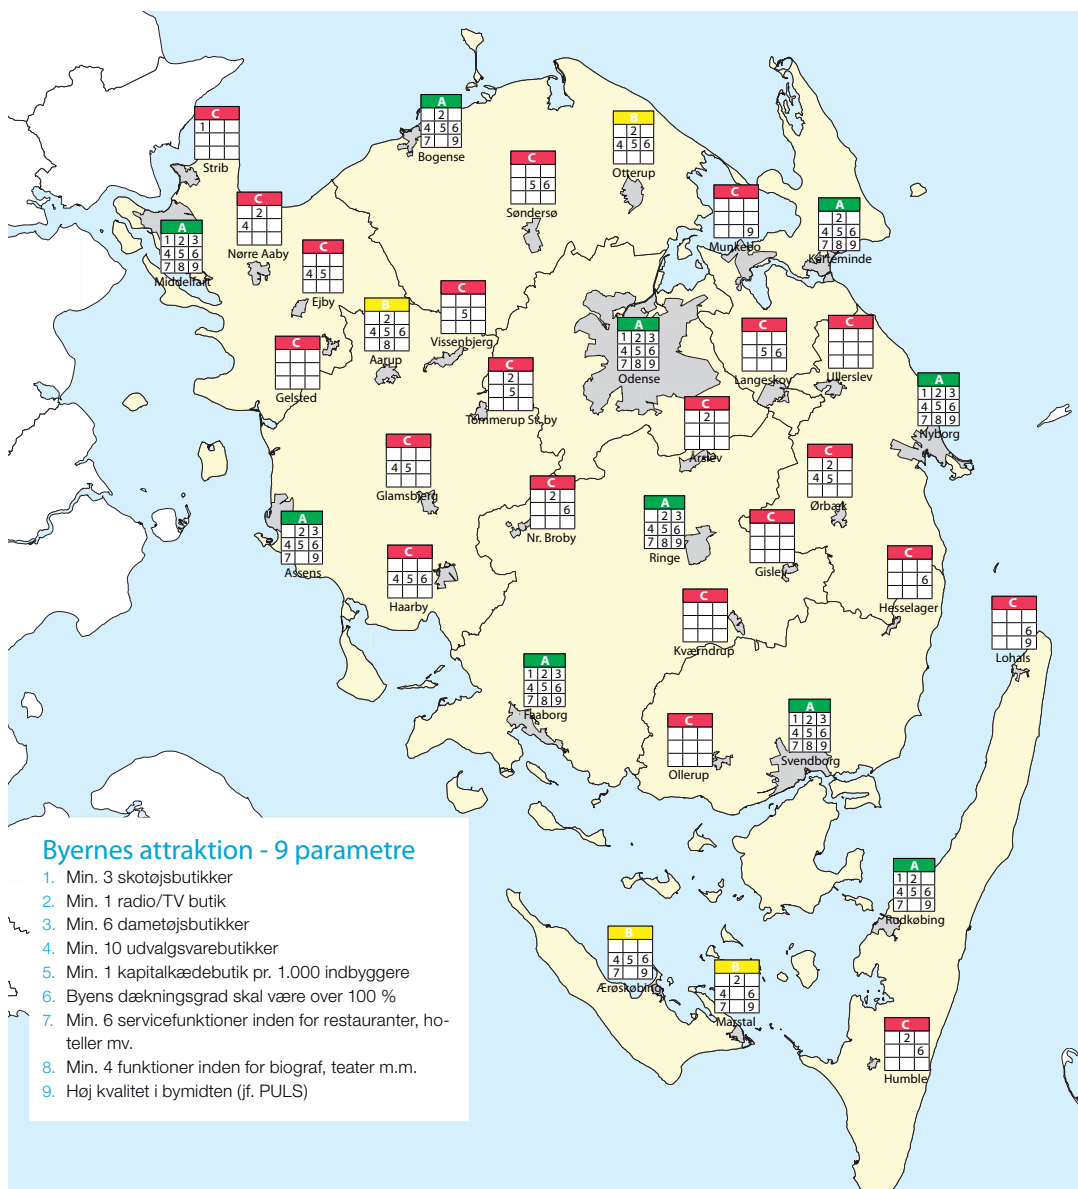 C
1
Strib
A
2
4 5 6
7 9
Bogense
B
2
4 5 6
Otterup
C
5 6
Søndersø
C
9
Munkebo
A
2
4 5 6
7 8 9
Kerteminde
C
2
4
Nørre Aaby
A
1 2 3
4 5 6
7 8 9
Middelfart
C
4 5
Ejby
B
2
4 5 6
8
Aarup
C
5
Vissenbjerg
C
Gelsted
C
2
5
Tommerup St.by
A
1 2 3
4 5 6
7 8 9
Odense
C
5 6
Langeskov
C
Ullerslev
A
1 2 3
4 5 6
7 8 9
Nyborg
C
2
Årslev
C
4 5
Glamsbjerg
C
2
4 5
Ørbæk
C
2
6
Nr. Broby
A
2 3
4 5 6
7 8 9
Ringe
C
Gislev
A
2 3
4 5 6
7 9
Assens
C
4 5 6
Haarby
C
6
Hesselager
C
Kværndrup
C
6
9
Lohals
A
1 2 3
4 5 6
7 8 9
Faaborg
C
Ollerup
A
1 2 3
4 5 6
7 8 9
Svendborg
A
1 2
4 5 6
7 9
Rudkøbing
B
4 5 6
7 9
Ærøskøbing
B
2
4 6
7 9
Marstal
C
2
6
Humble
Byernes attraktion - 9 parametre
1. Min. 3 skotøjsbutikker
2. Min. 1 radio/TV butik
3. Min. 6 dametøjsbutikker
4. Min. 10 udvalgsvarebutikker
5. Min. 1 kapitalkædebutik pr. 1.000 indbyggere
6. Byens dækningsgrad skal være over 100 %
7. Min. 6 servicefunktioner inden for restauranter, ho-
teller mv.
8. Min. 4 funktioner inden for biograf, teater m.m.
9. Høj kvalitet i bymidten (jf. PULS)